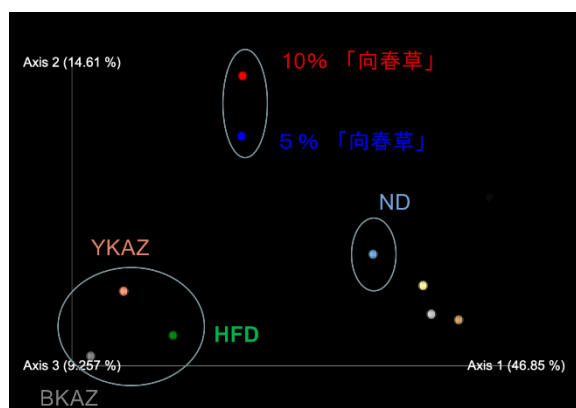 Axis 2 (14.61 %)
10% 「向春草」
5 % 「向春草」
ND
YKAZ
HFD
Axis 3 (9.257 %)
Axis 1 (46.85 %)
BKAZ